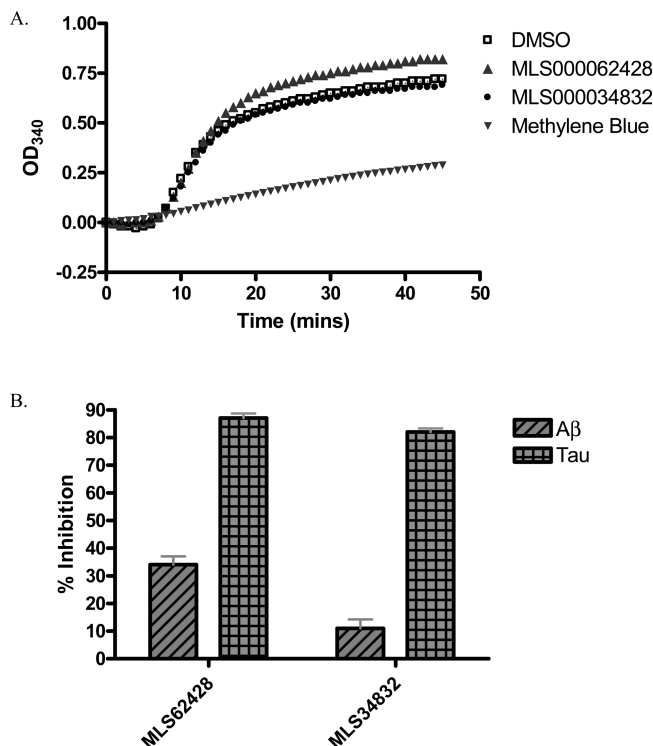 A.
1.00
0.75
0.50
0.25
0.00
-0.25
OD340
0 10 20 30 40 50
Time (mins)
DMSO
MLS000062428
MLS000034832
Methylene Blue
B.
90
80
70
60
50
40
30
20
10
0
% Inhibition
MLS62428
MLS34832
Aβ
Tau